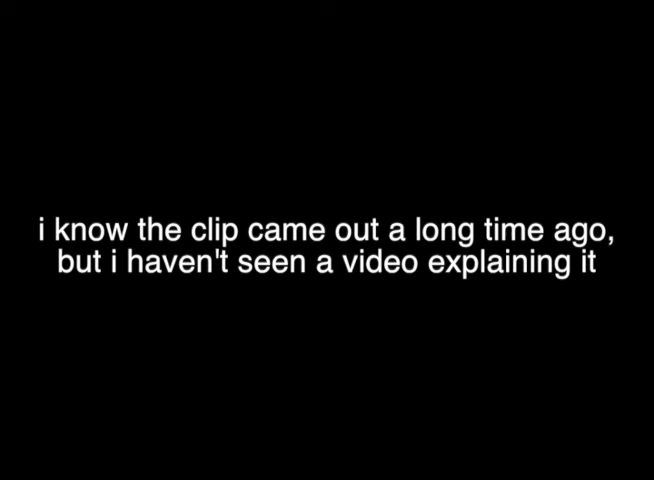 i know the clip came out a long time ago,
but i haven't seen a video explaining it